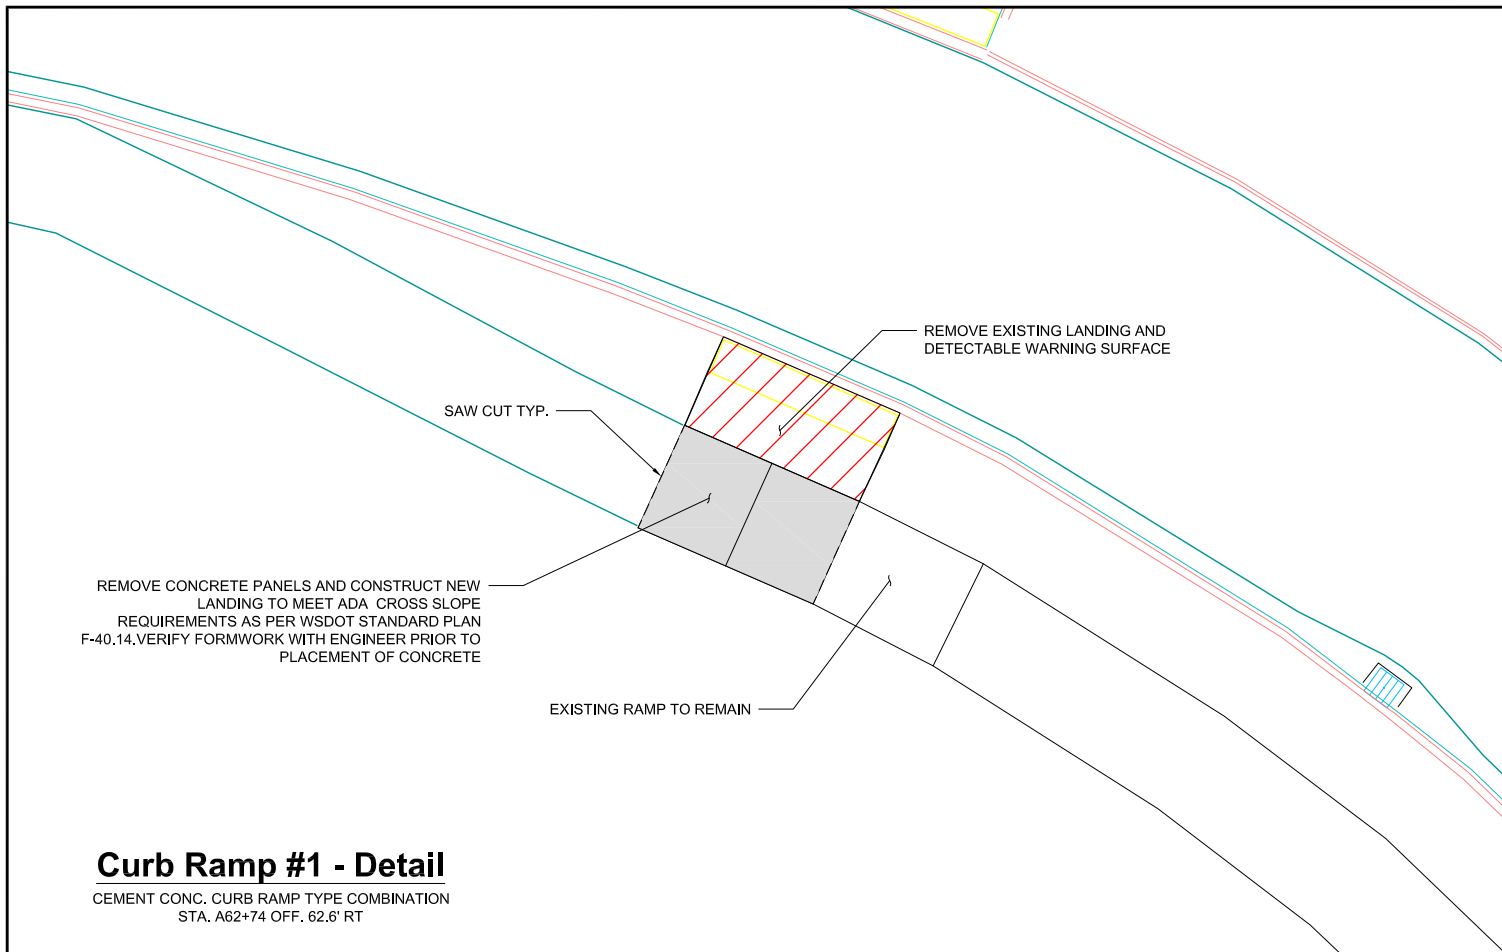 REMOVE EXISTING LANDING AND
DETECTABLE WARNING SURFACE
SAW CUT TYP.
REMOVE CONCRETE PANELS AND CONSTRUCT NEW
LANDING TO MEET ADA CROSS SLOPE
REQUIREMENTS AS PER WSDOT STANDARD PLAN
F-40.14.VERIFY FORMWORK WITH ENGINEER PRIOR TO
PLACEMENT OF CONCRETE
EXISTING RAMP TO REMAIN
Curb Ramp #1 - Detail
CEMENT CONC. CURB RAMP TYPE COMBINATION
STA. A62+74 OFF. 62.6' RT